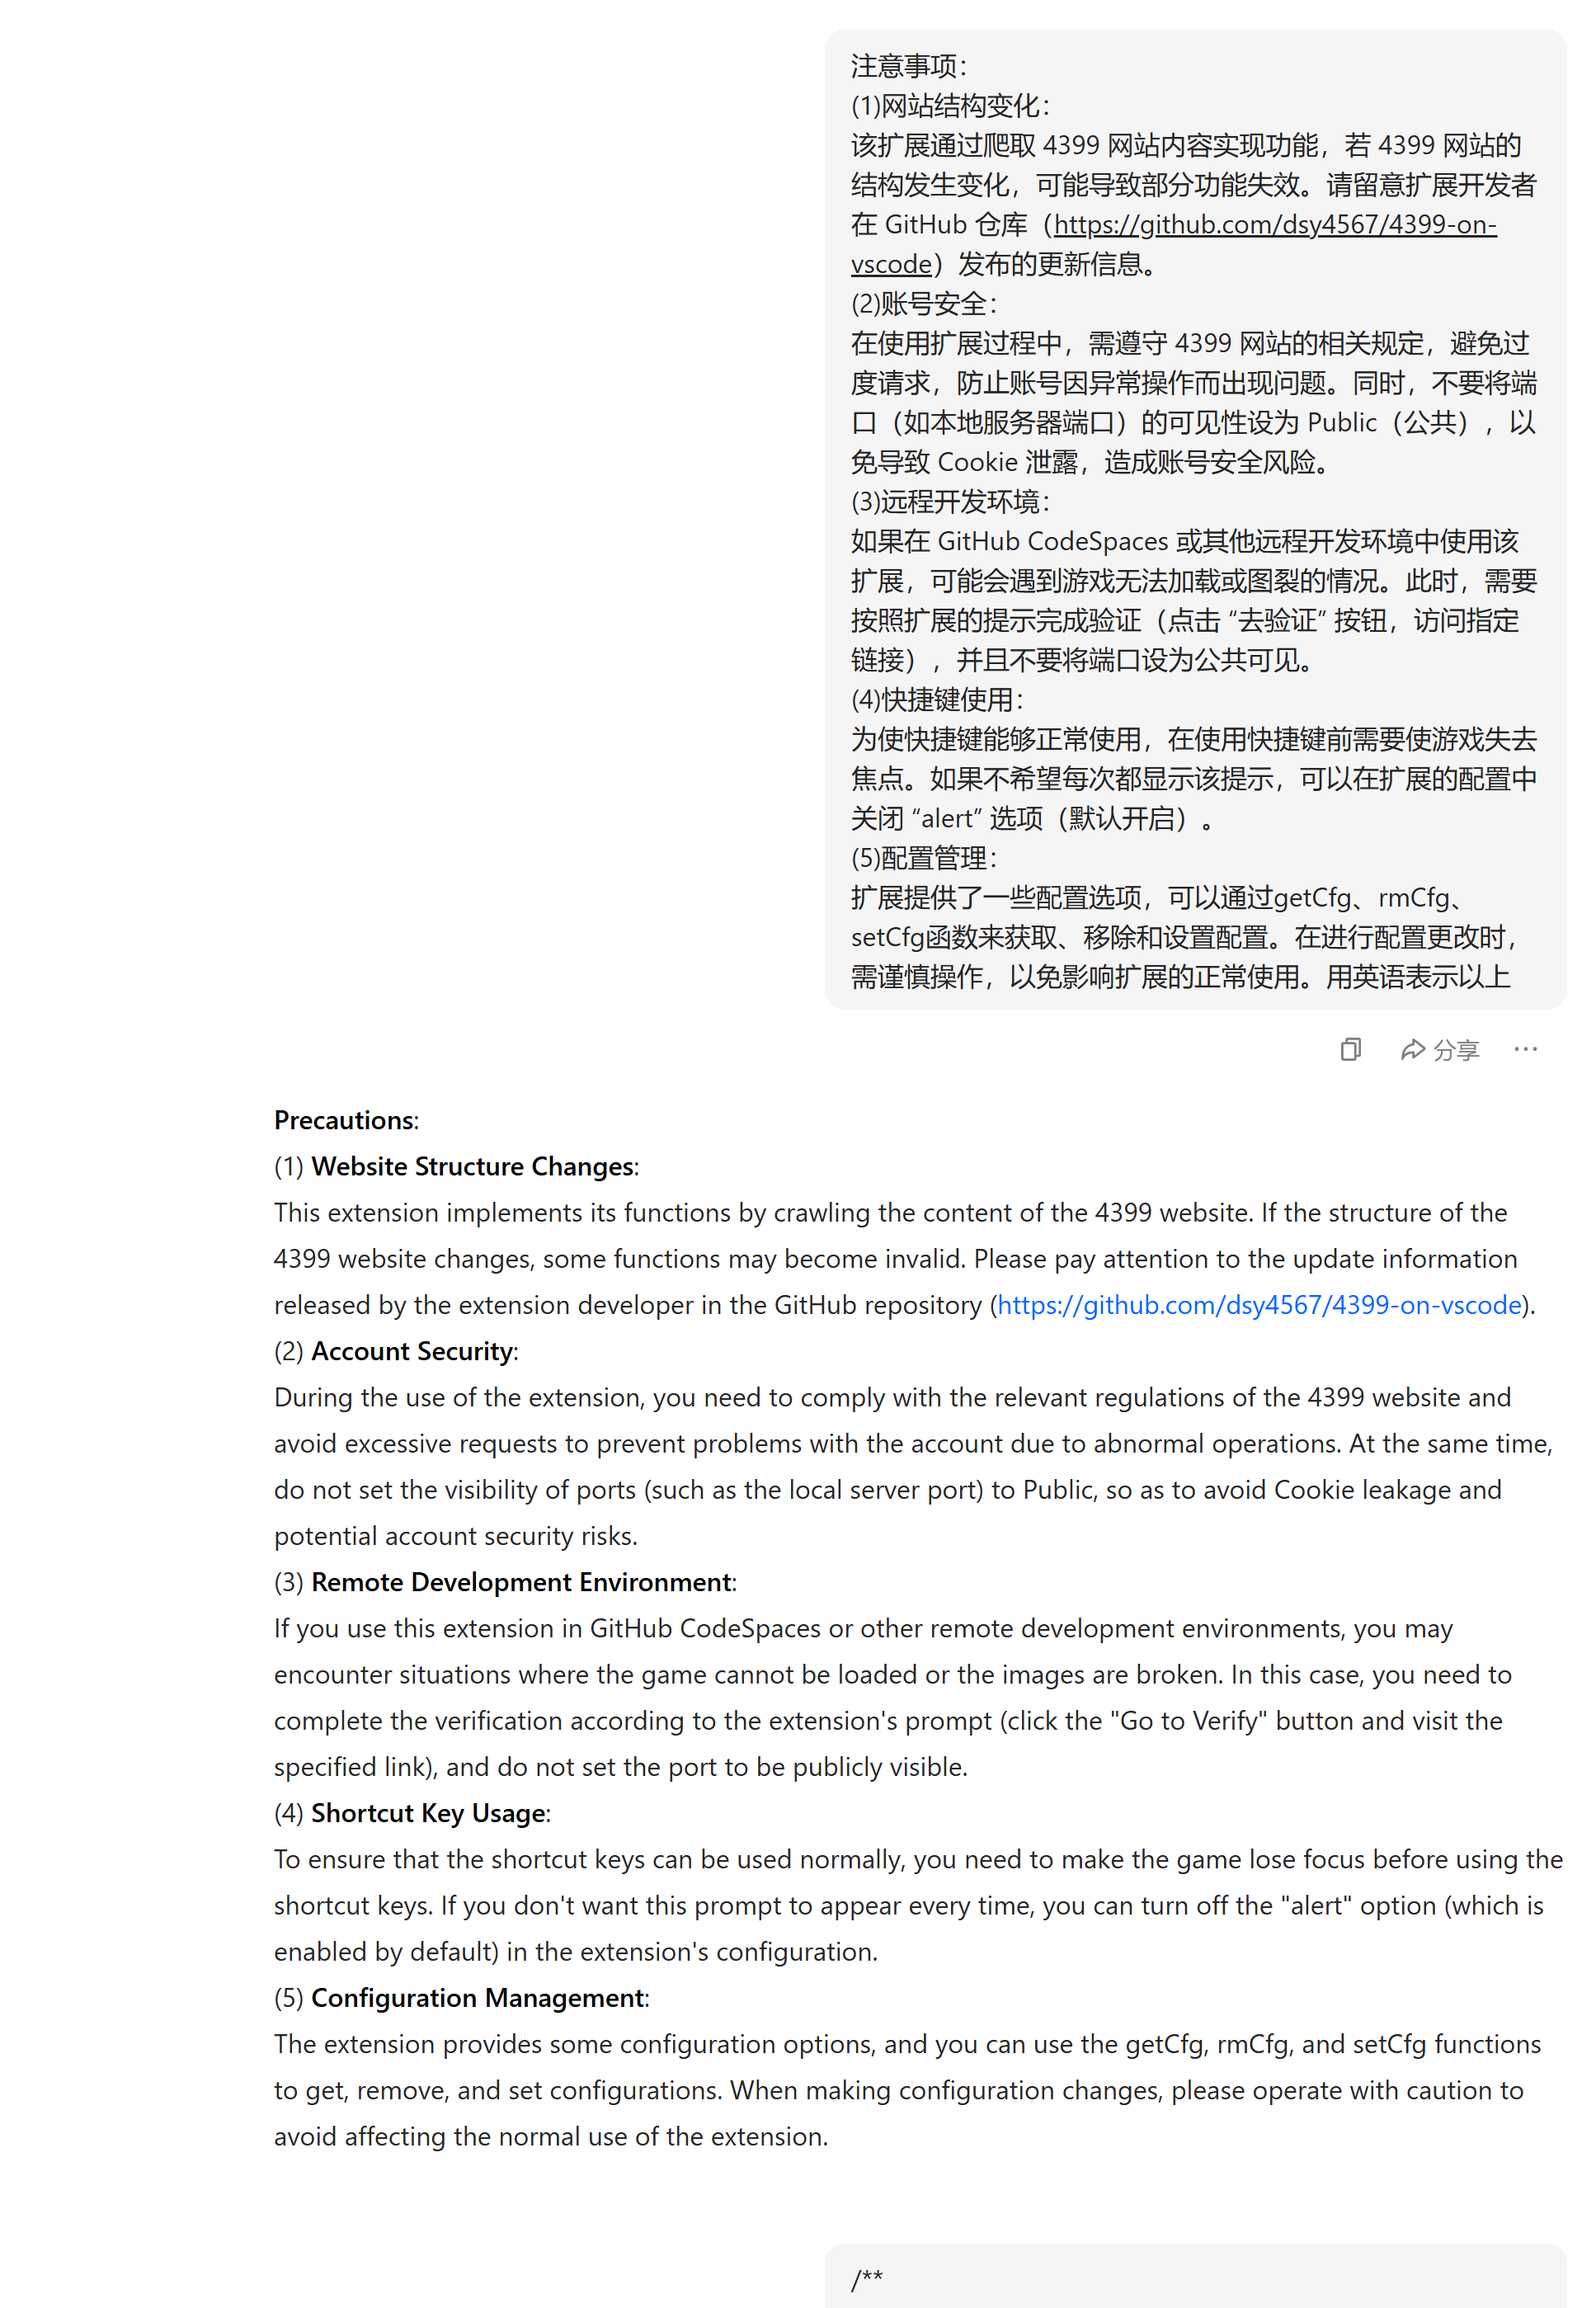 注意事项：
(1)网站结构变化：
该扩展通过爬取 4399 网站内容实现功能，若 4399 网站的
结构发生变化，可能导致部分功能失效。请留意扩展开发者
在 GitHub 仓库（https://github.com/dsy4567/4399-on-
vscode）发布的更新信息。
(2)账号安全：
在使用扩展过程中，需遵守 4399 网站的相关规定，避免过
度请求，防止账号因异常操作而出现问题。同时，不要将端
口（如本地服务器端口）的可见性设为 Public（公共），以
免导致 Cookie 泄露，造成账号安全风险。
(3)远程开发环境：
如果在 GitHub CodeSpaces 或其他远程开发环境中使用该
扩展，可能会遇到游戏无法加载或图裂的情况。此时，需要
按照扩展的提示完成验证（点击 “去验证” 按钮，访问指定
链接），并且不要将端口设为公共可见。
(4)快捷键使用：
为使快捷键能够正常使用，在使用快捷键前需要使游戏失去
焦点。如果不希望每次都显示该提示，可以在扩展的配置中
关闭 “alert” 选项（默认开启）。
(5)配置管理：
扩展提供了一些配置选项，可以通过getCfg、rmCfg、
setCfg函数来获取、移除和设置配置。在进行配置更改时，
需谨慎操作，以免影响扩展的正常使用。用英语表示以上
分享
Precautions:
(1) Website Structure Changes:
This extension implements its functions by crawling the content of the 4399 website. If the structure of the
4399 website changes, some functions may become invalid. Please pay attention to the update information
released by the extension developer in the GitHub repository (https://github.com/dsy4567/4399-on-vscode).
(2) Account Security:
During the use of the extension, you need to comply with the relevant regulations of the 4399 website and
avoid excessive requests to prevent problems with the account due to abnormal operations. At the same time,
do not set the visibility of ports (such as the local server port) to Public, so as to avoid Cookie leakage and
potential account security risks.
(3) Remote Development Environment:
If you use this extension in GitHub CodeSpaces or other remote development environments, you may
encounter situations where the game cannot be loaded or the images are broken. In this case, you need to
complete the verification according to the extension's prompt (click the "Go to Verify" button and visit the
specified link), and do not set the port to be publicly visible.
(4) Shortcut Key Usage:
To ensure that the shortcut keys can be used normally, you need to make the game lose focus before using the
shortcut keys. If you don't want this prompt to appear every time, you can turn off the "alert" option (which is
enabled by default) in the extension's configuration.
(5) Configuration Management:
The extension provides some configuration options, and you can use the getCfg, rmCfg, and setCfg functions
to get, remove, and set configurations. When making configuration changes, please operate with caution to
avoid affecting the normal use of the extension.
/**